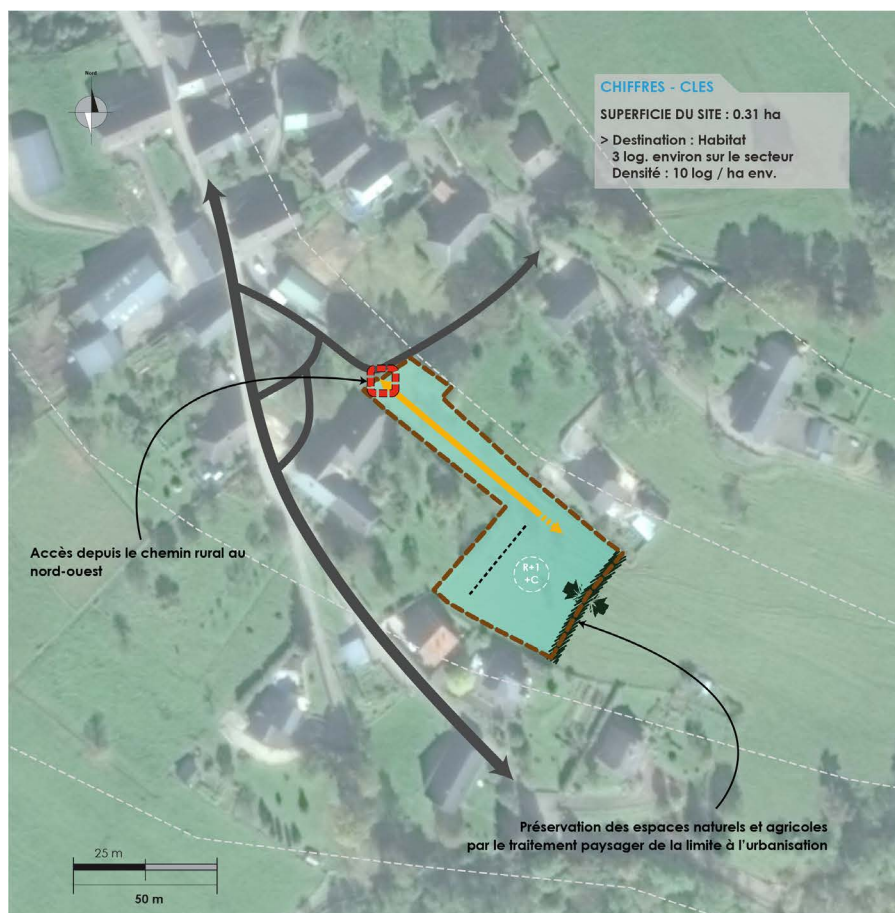 Nord
CHIFFRES - CLES
SUPERFICIE DU SITE : 0.31 ha
> Destination : Habitat
3 log. environ sur le secteur
Densité : 10 log / ha env.
Accès depuis le chemin rural au
nord-ouest
R+1
+C
Préservation des espaces naturels et agricoles
par le traitement paysager de la limite à l'urbanisation
25 m
50 m